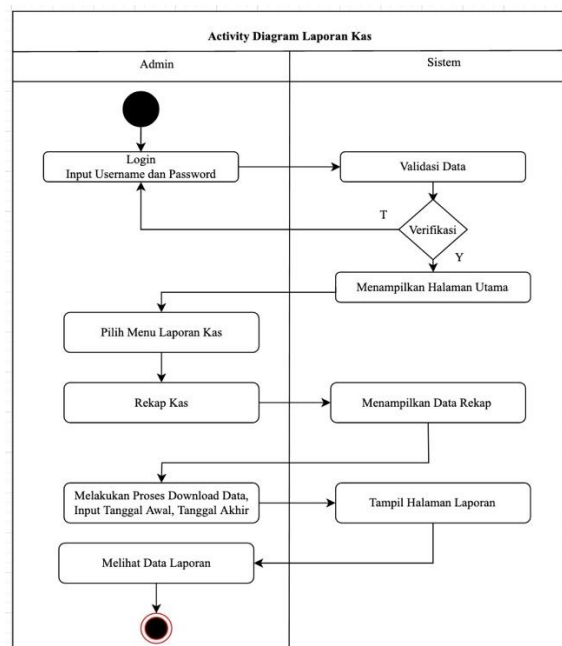 Activity Diagram Laporan Kas
Admin
Sistem
Login
Input Username dan Password
Validasi Data
T
Verifikasi
Y
Menampilkan Halaman Utama
Pilih Menu Laporan Kas
Rekap Kas
Menampilkan Data Rekap
Melakukan Proses Download Data,
Input Tanggal Awal, Tanggal Akhir
Tampil Halaman Laporan
Melihat Data Laporan